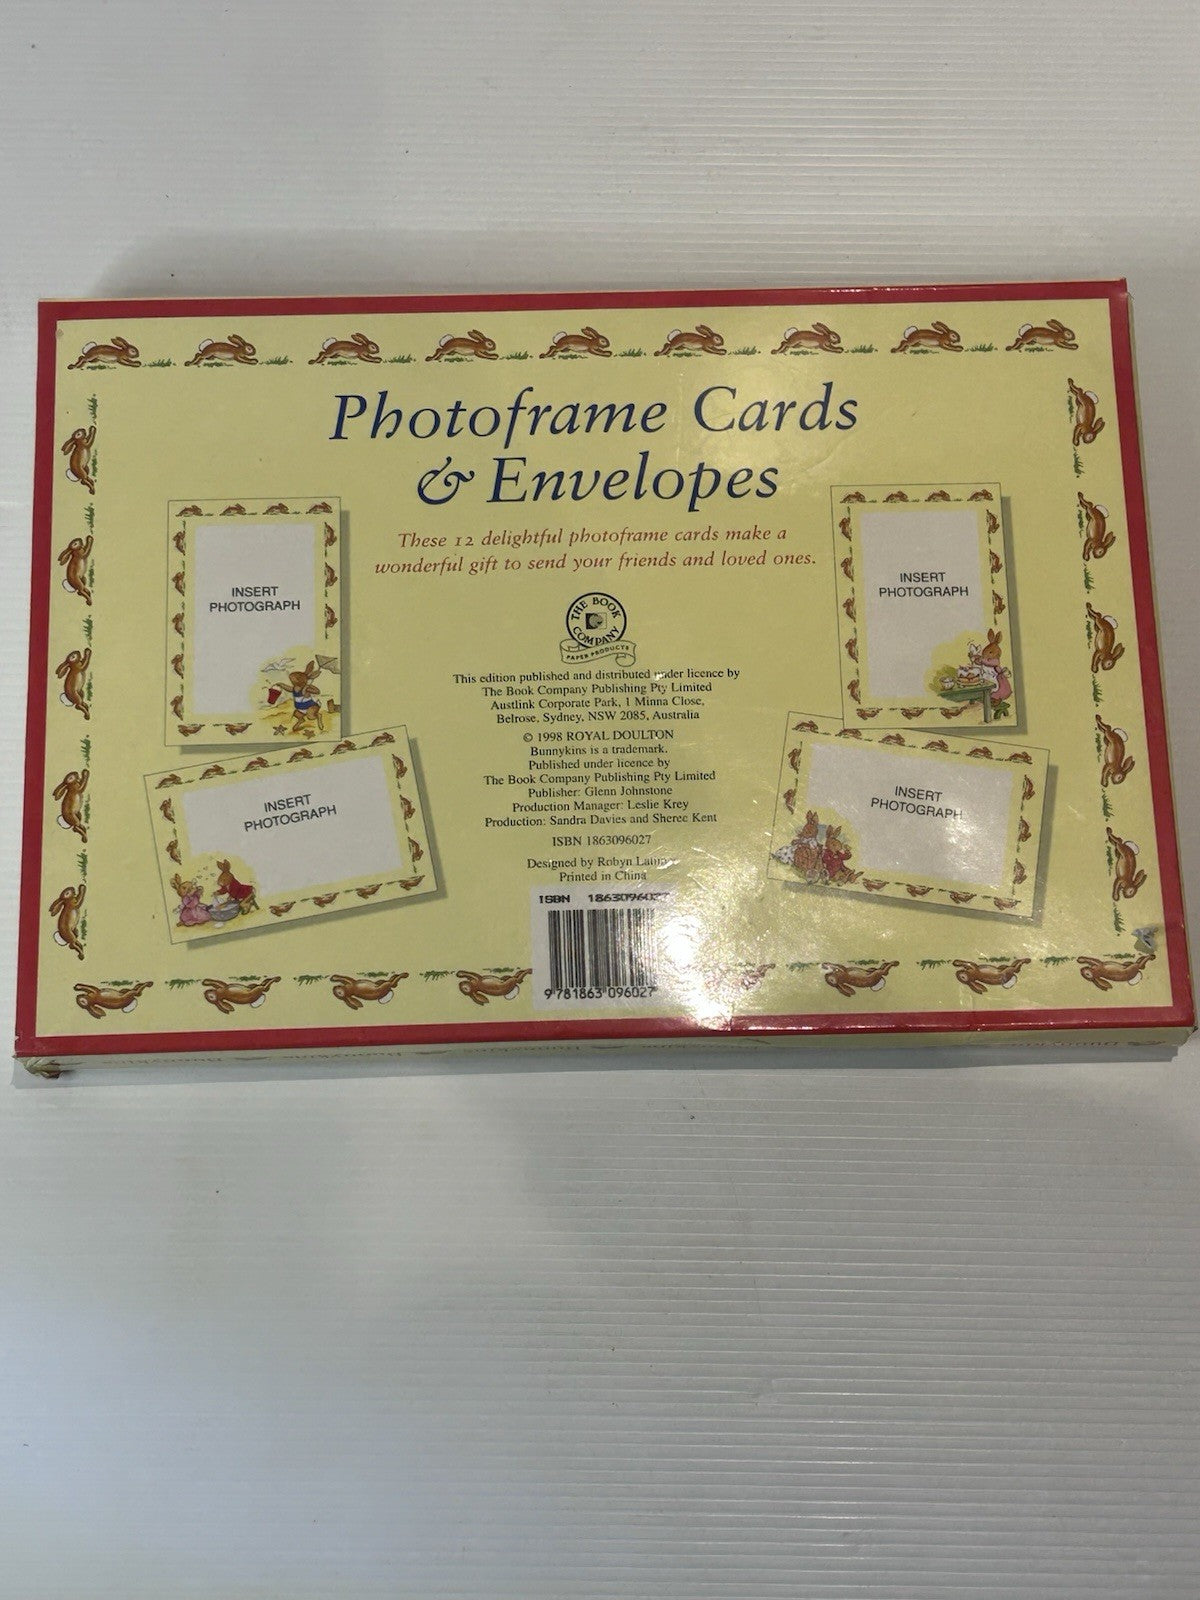 Photoframe Cards
& Envelopes
These 12 delightful photoframe cards make a
wonderful gift to send your friends and loved ones.
INSERT
PHOTOGRAPH
INSERT
PHOTOGRAPH
THE BOOK
COMPANY
PAPER PRODUCTS
This edition published and distributed under licence by
The Book Company Publishing Pty Limited
Austlink Corporate Park, 1 Minna Close,
Belrose, Sydney, NSW 2085, Australia
© 1998 ROYAL DOULTON
Bunnykins is a trademark.
Published under licence by
The Book Company Publishing Pty Limited
Publisher: Glenn Johnstone
Production Manager: Leslie Krey
Production: Sandra Davies and Sheree Kent
ISBN 1863096027
Designed by Robyn
Printed in China
INSERT
PHOTOGRAPH
INSERT
PHOTOGRAPH
ISBN 1863096027
9 781863 096027
Bunnykins Bunnykins Bunnykins